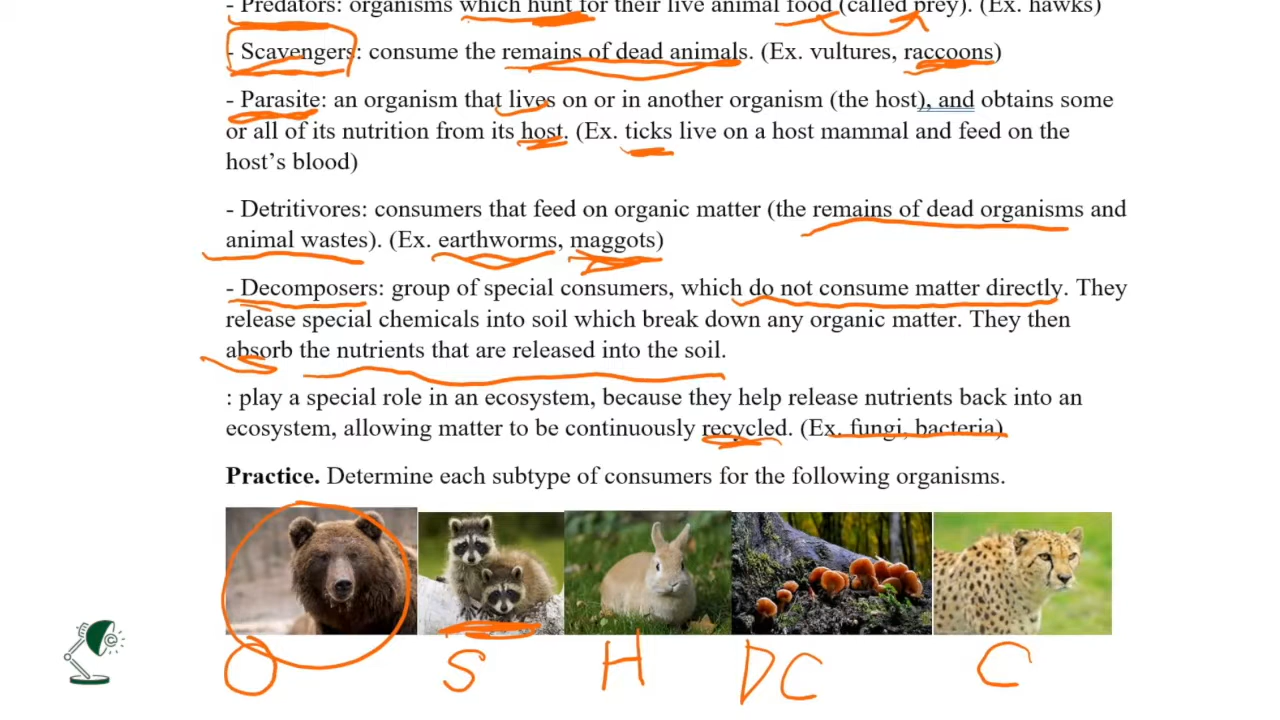 - Predators: organisms which hunt for their live animal food (called prey). (Ex. hawks)
- Scavengers: consume the remains of dead animals. (Ex. vultures, raccoons)
- Parasite: an organism that lives on or in another organism (the host), and obtains some
or all of its nutrition from its host. (Ex. ticks live on a host mammal and feed on the
host’s blood)
- Detritivores: consumers that feed on organic matter (the remains of dead organisms and
animal wastes). (Ex. earthworms, maggots)
- Decomposers: group of special consumers, which do not consume matter directly. They
release special chemicals into soil which break down any organic matter. They then
absorb the nutrients that are released into the soil.
: play a special role in an ecosystem, because they help release nutrients back into an
ecosystem, allowing matter to be continuously recycled. (Ex. fungi, bacteria)
Practice. Determine each subtype of consumers for the following organisms.
O S H DC C